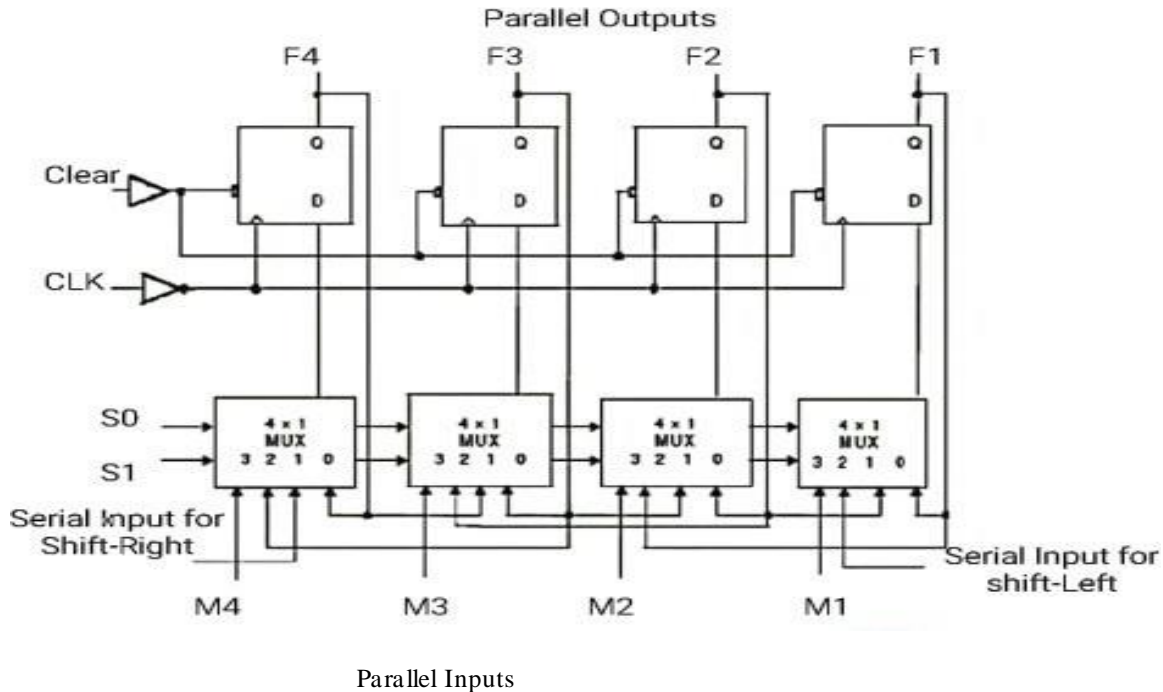 Parallel Outputs
F4 F3 F2 F1
Q Q Q Q
Clear
D D D D
CLK
S0
4 x 1 4 x 1 4 x 1 4 x 1
MUX MUX MUX MUX
S1
3 2 1 0 3 2 1 0 3 2 1 0 3 2 1 0
Serial Input for
Shift-Right
Serial Input for
shift-Left
M4 M3 M2 M1
Parallel Inputs